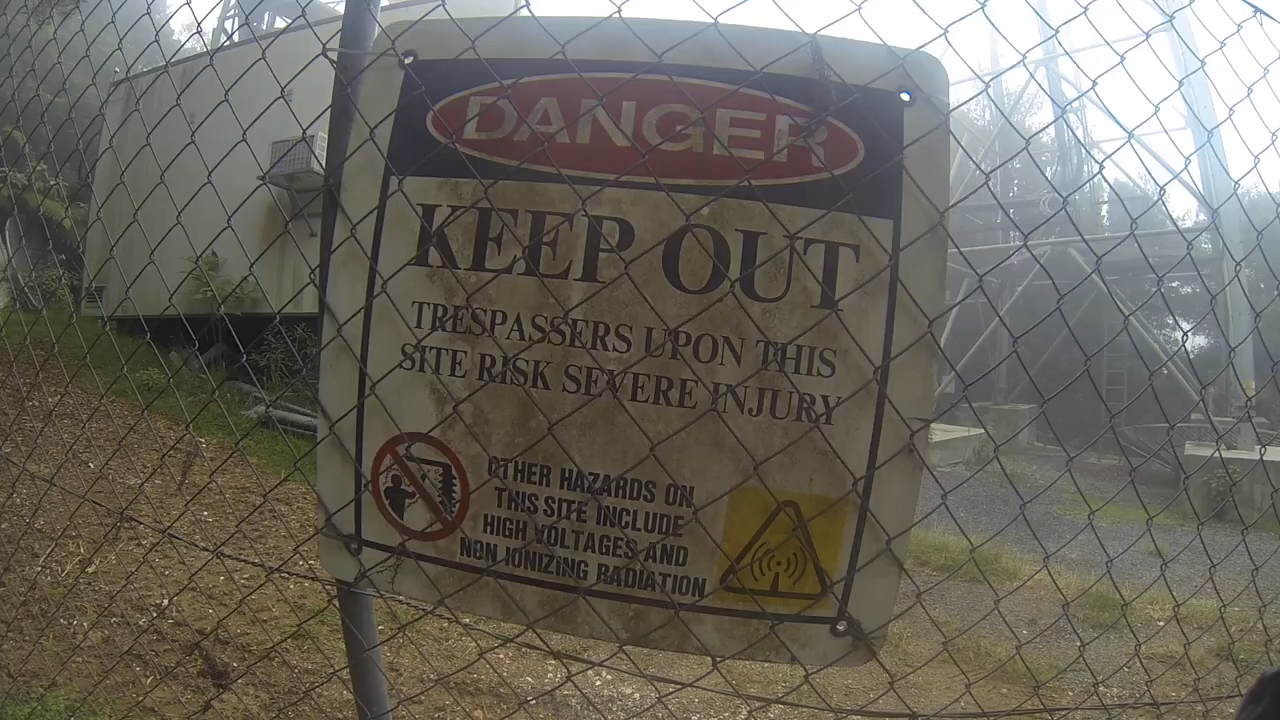 DANGER
KEEP OUT
TRESPASSERS UPON THIS
SITE RISK SEVERE INJURY
OTHER HAZARDS ON
THIS SITE INCLUDE
HIGH VOLTAGES AND
NON IONIZING RADIATION